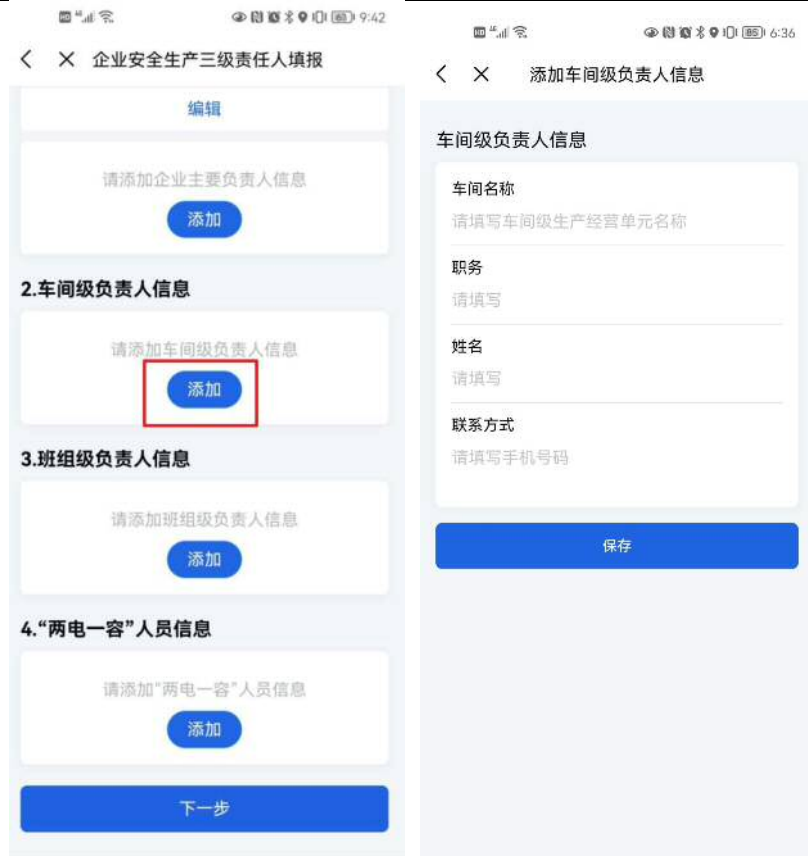 9:42
企业安全生产三级责任人填报
编辑
请添加企业主要负责人信息
添加
2.车间级负责人信息
请添加车间级负责人信息
添加
3.班组级负责人信息
请添加班组级负责人信息
添加
4.“两电一容”人员信息
请添加“两电一容”人员信息
添加
下一步
85 6:36
添加车间级负责人信息
车间级负责人信息
车间名称
请填写车间级生产经营单元名称
职务
请填写
姓名
请填写
联系方式
请填写手机号码
保存